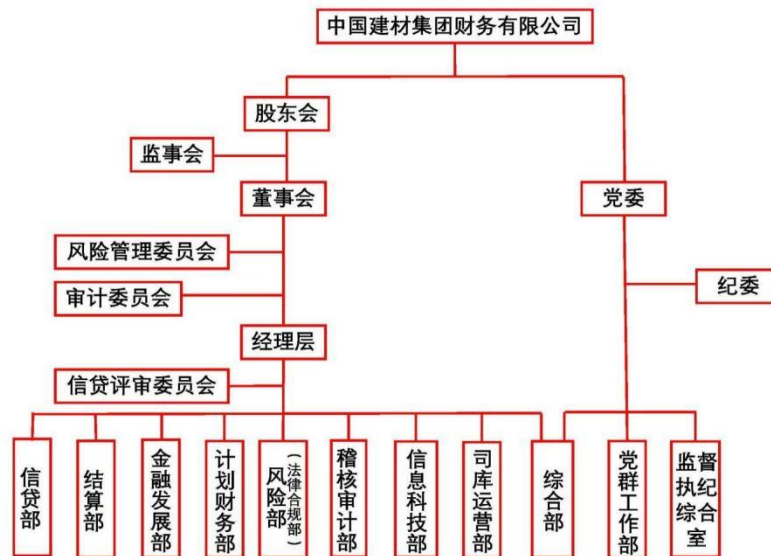 中国建材集团财务有限公司
股东会
监事会
董事会
党委
风险管理委员会
审计委员会
纪委
经理层
信贷评审委员会
信贷部
结算部
金融发展部
计划财务部
风险部
(法律合规部)
稽核审计部
信息科技部
司库运营部
综合部
党群工作部
监督
执纪
综合
室